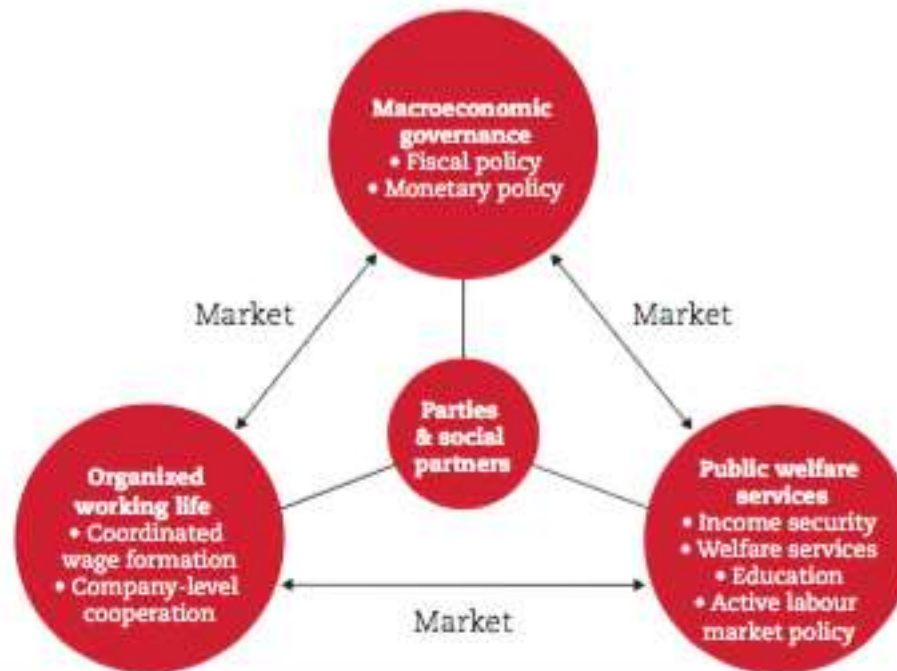 Macroeconomic
governance
• Fiscal policy
• Monetary policy
Market
Market
Parties
& social
partners
Organized
working life
• Coordinated
wage formation
• Company-level
cooperation
Public welfare
services
• Income security
• Welfare services
• Education
• Active labour
market policy
Market